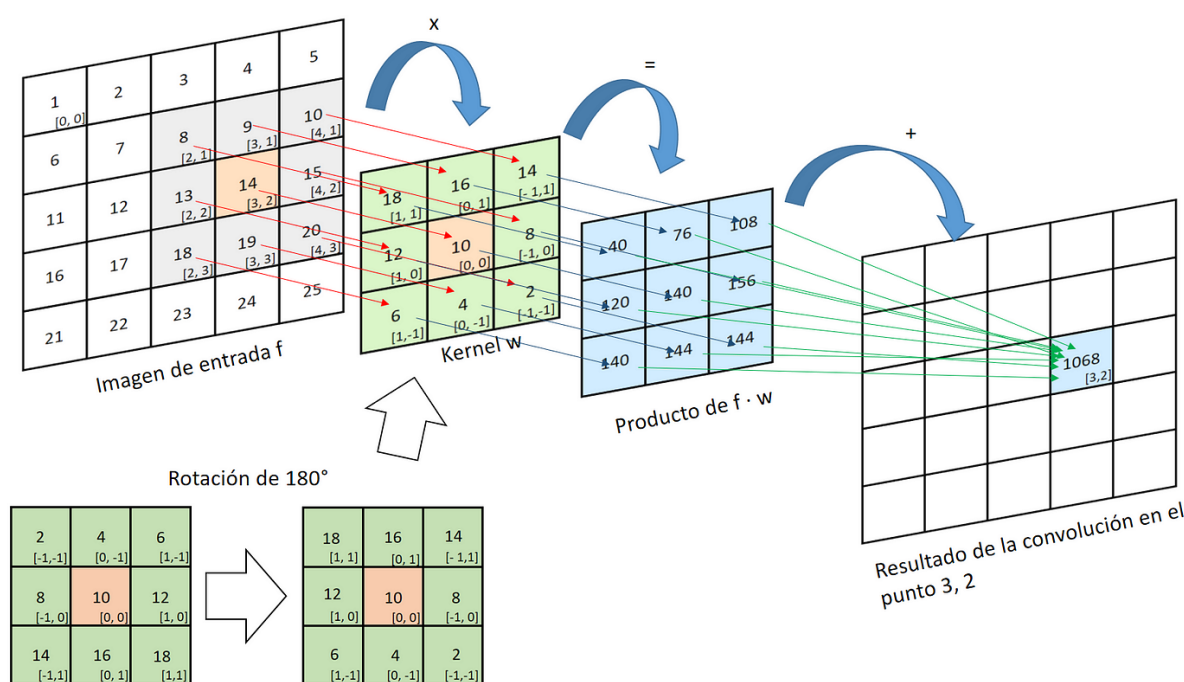 x
=
+
1 2 3 4 5
[0, 0]
6 7 8 9 10
[2, 1] [3, 1] [4, 1]
11 12 13 14 15
[2, 2] [3, 2] [4, 2]
16 17 18 19 20
[2, 3] [3, 3] [4, 3]
21 22 23 24 25
Imagen de entrada f
18 16 14
[1, 1] [0, 1] [- 1,1]
12 10 8
[1, 0] [0, 0] [-1, 0]
6 4 2
[1,-1] [0, -1] [-1,-1]
Kernel w
40 76 108
120 140 156
140 144 144
Producto de f · w
1068
[3,2]
Resultado de la convolución en el
punto 3, 2
Rotación de 180°
2 4 6
[-1,-1] [0, -1] [1,-1]
8 10 12
[-1, 0] [0, 0] [1, 0]
14 16 18
[-1,1] [0, 1] [1,1]
18 16 14
[1, 1] [0, 1] [- 1,1]
12 10 8
[1, 0] [0, 0] [-1, 0]
6 4 2
[1,-1] [0, -1] [-1,-1]